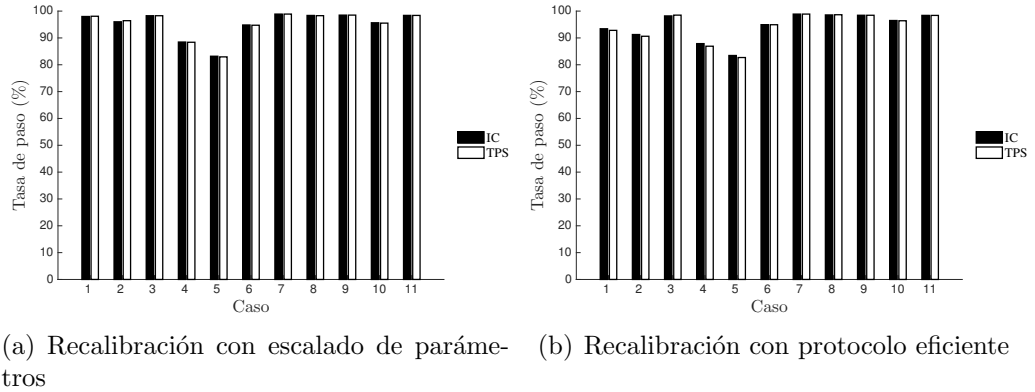 100
90
80
70
60
50
40
30
20
10
0
Tasa de paso (%)
1 2 3 4 5 6 7 8 9 10 11
Caso
IC
TPS
100
90
80
70
60
50
40
30
20
10
0
Tasa de paso (%)
1 2 3 4 5 6 7 8 9 10 11
Caso
IC
TPS
(a) Recalibración con escalado de paráme-
tros
(b) Recalibración con protocolo eficiente